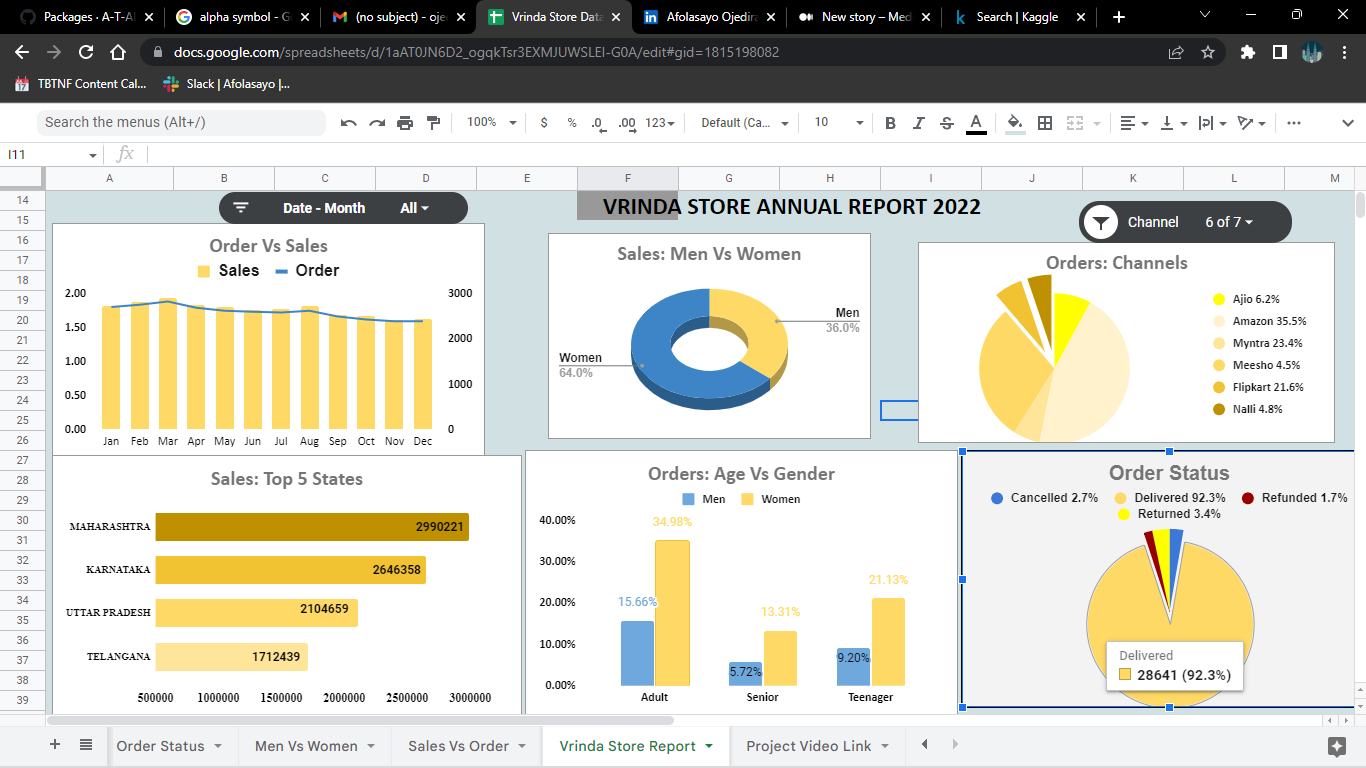 Packages · A-T-A
alpha symbol - G
(no subject) - oje
Vrinda Store Data
Afolasayo Ojedira
New story – Med
Search | Kaggle
docs.google.com/spreadsheets/d/1aAT0JN6D2_ogqkTsr3EXMJUWSLEI-G0A/edit#gid=1815198082
TBTNF Content Cal...
Slack | Afolasayo |...
Search the menus (Alt+/)
100%
$ % .0 .00 123
Default (Ca...
10
B I S A
I11
fx
A B C D E F G H I J K L M
14
15
16
17
18
19
20
21
22
23
24
25
26
27
28
29
30
31
32
33
34
35
36
37
38
39
Date - Month All
VRINDA STORE ANNUAL REPORT 2022
Channel 6 of 7
Order Vs Sales
Sales Order
2.00
1.50
1.00
0.50
0.00
3000
2000
1000
0
Jan Feb Mar Apr May Jun Jul Aug Sep Oct Nov Dec
Sales: Men Vs Women
Men
36.0%
Women
64.0%
Orders: Channels
Ajio 6.2%
Amazon 35.5%
Myntra 23.4%
Meesho 4.5%
Flipkart 21.6%
Nalli 4.8%
Sales: Top 5 States
MAHARASHTRA 2990221
KARNATAKA 2646358
UTTAR PRADESH 2104659
TELANGANA 1712439
500000 1000000 1500000 2000000 2500000 3000000
Orders: Age Vs Gender
Men Women
40.00%
30.00%
20.00%
10.00%
0.00%
15.66% 34.98%
5.72% 13.31%
9.20% 21.13%
Adult Senior Teenager
Order Status
Cancelled 2.7% Delivered 92.3% Refunded 1.7%
Returned 3.4%
Delivered
28641 (92.3%)
Order Status
Men Vs Women
Sales Vs Order
Vrinda Store Report
Project Video Link